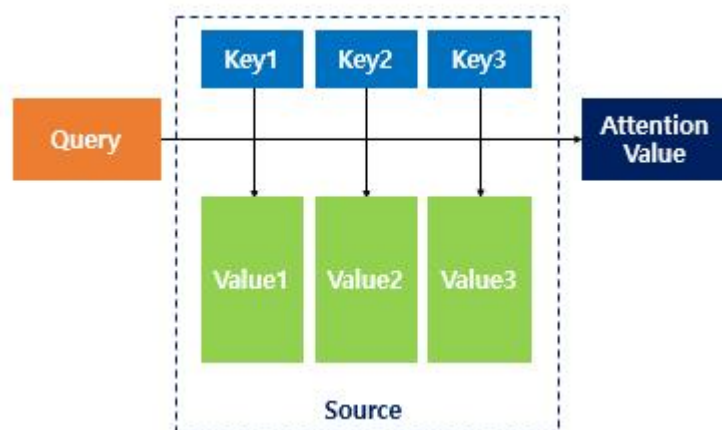 Key1 Key2 Key3
Query
Attention
Value
Value1 Value2 Value3
Source